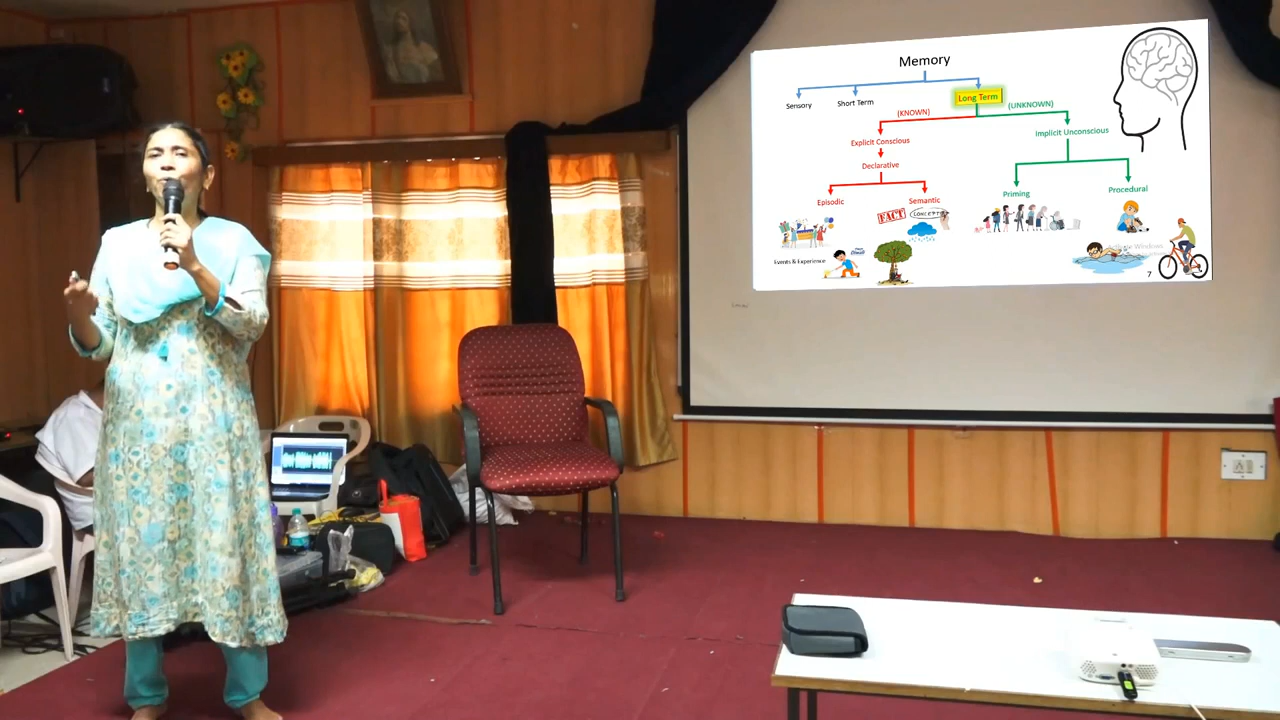 Memory
Sensory
Short Term
Long Term
(KNOWN)
(UNKNOWN)
Explicit Conscious
Implicit Unconscious
Declarative
Episodic
Semantic
Priming
Procedural
FACT
CONCEPT
Events & Experience
7